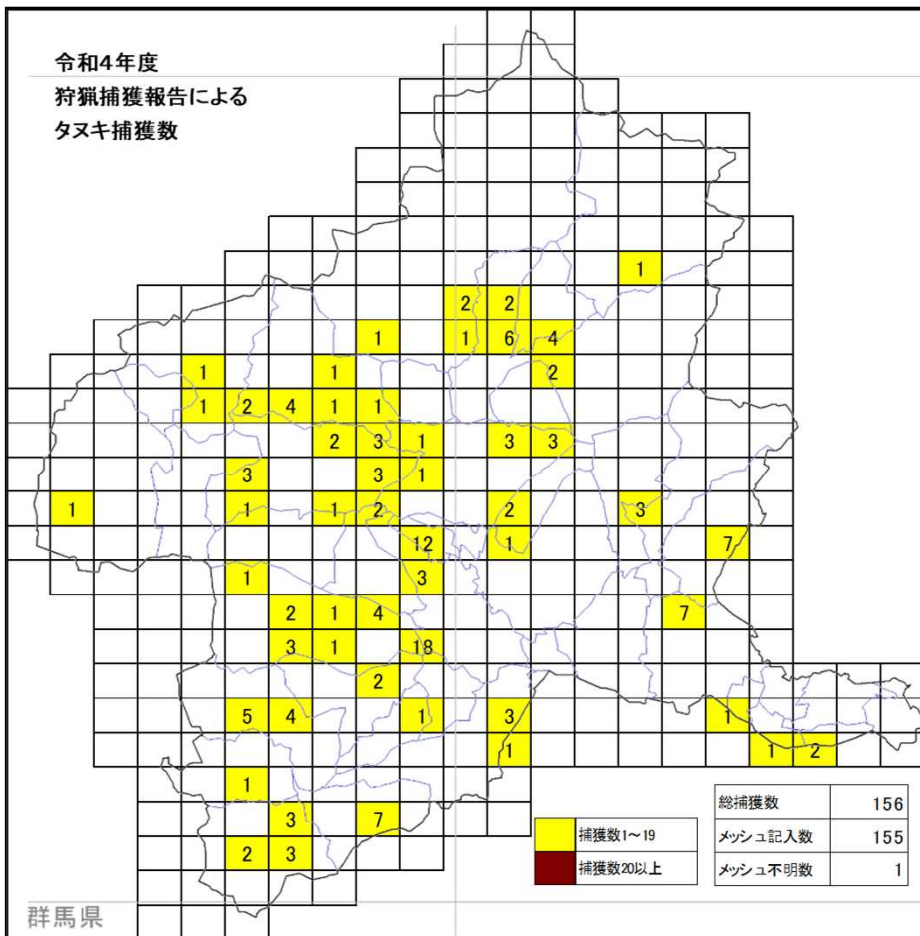 令和4年度
狩猟捕獲報告による
タヌキ捕獲数
1
2 2
1 1 6 4
1 1 2
1 2 4 1 1
2 3 1 3 3
3 3 1
1 1 1 2 2 3
12 1 7
1 3
2 1 4 7
3 1 18
2
5 4 1 3 1
1 1 2
1
3 7
2 3
捕獲数1～19
捕獲数20以上
総捕獲数 156
メッシュ記入数 155
メッシュ不明数 1
群馬県